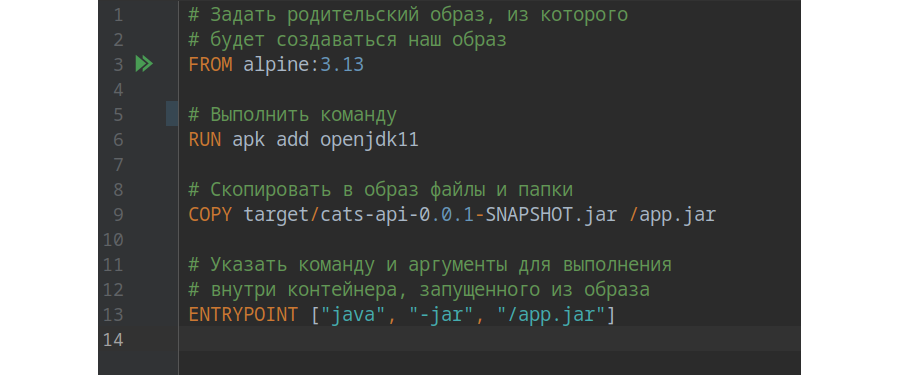 1 # Задать родительский образ, из которого
2 # будет создаваться наш образ
3 FROM alpine:3.13
4
5 # Выполнить команду
6 RUN apk add openjdk11
7
8 # Скопировать в образ файлы и папки
9 COPY target/cats-api-0.0.1-SNAPSHOT.jar /app.jar
10
11 # Указать команду и аргументы для выполнения
12 # внутри контейнера, запущенного из образа
13 ENTRYPOINT ["java", "-jar", "/app.jar"]
14